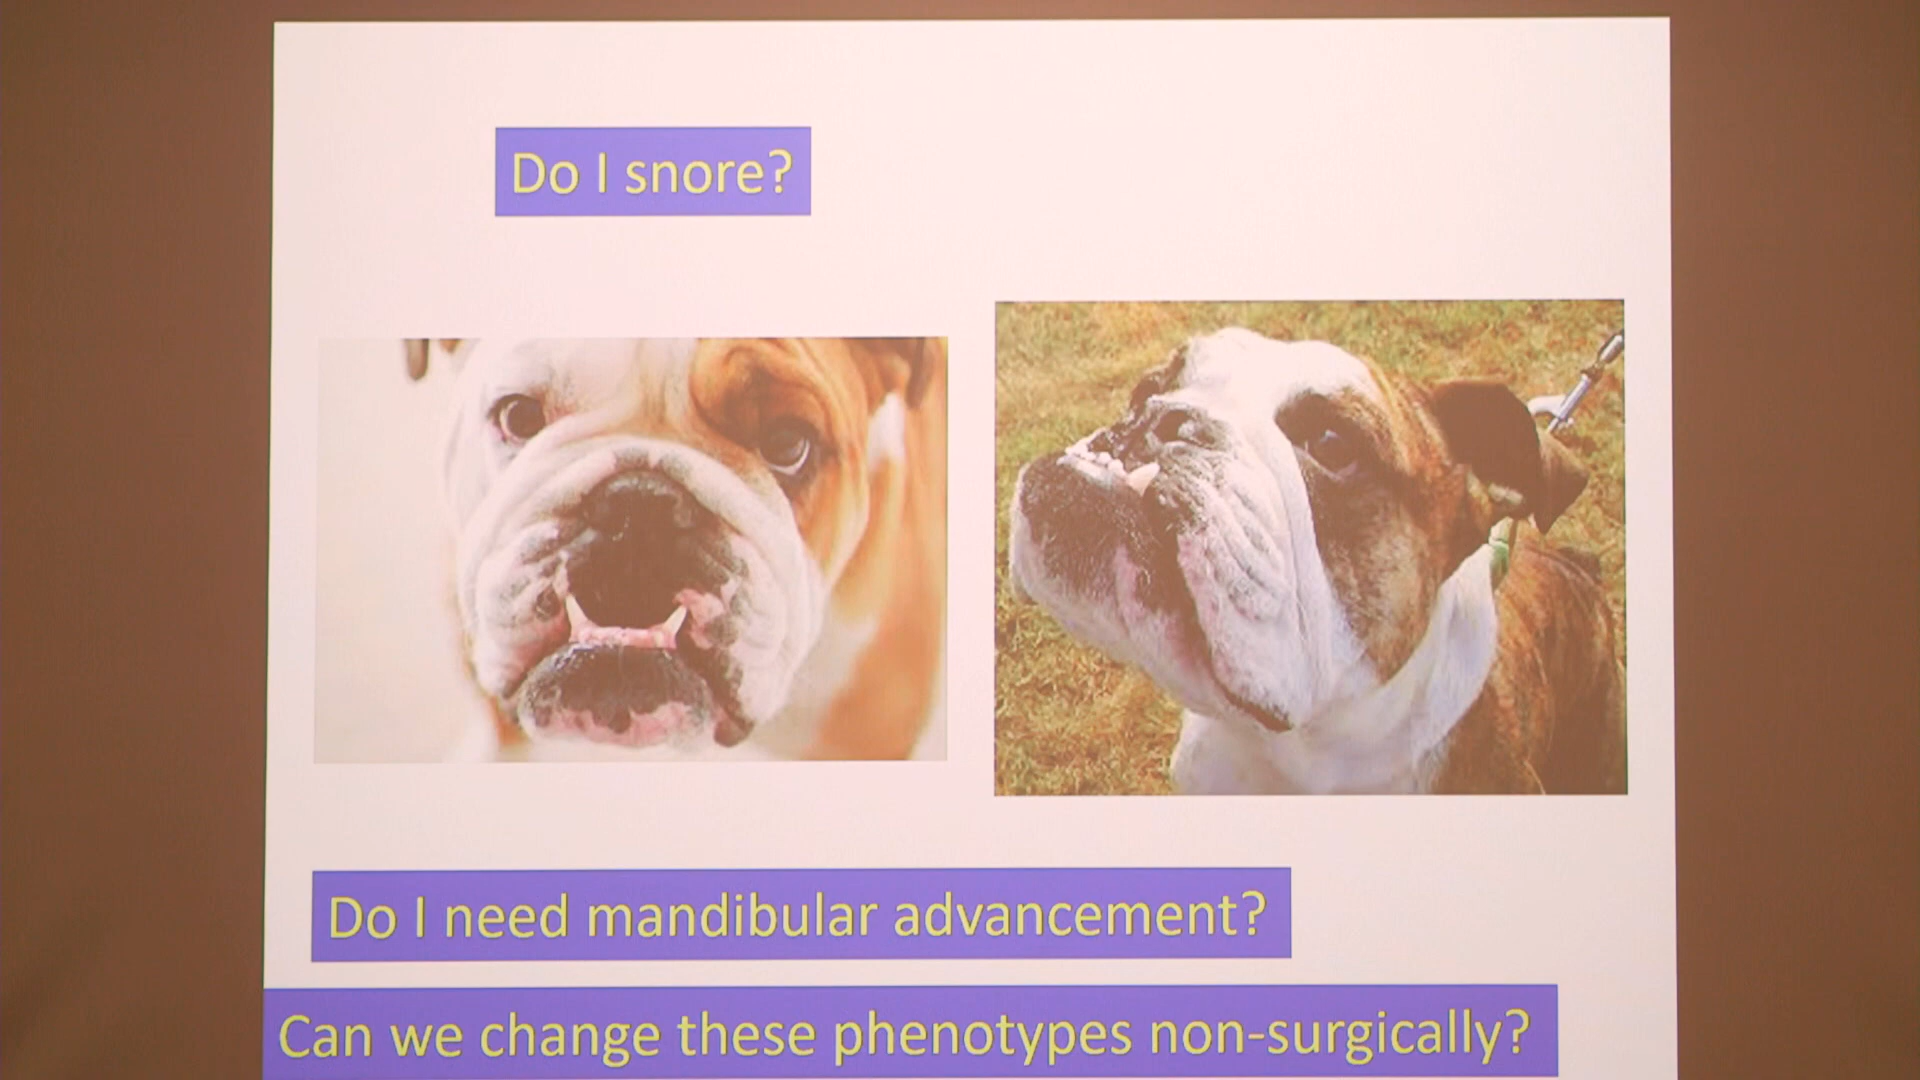 Do I snore?
Do I need mandibular advancement?
Can we change these phenotypes non-surgically?